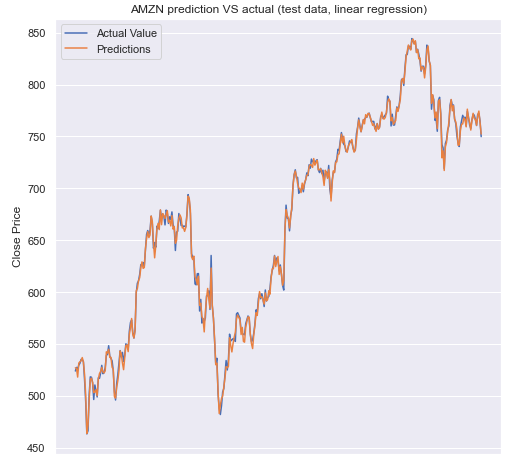 AMZN prediction VS actual (test data, linear regression)
Actual Value
Predictions
850
800
750
700
650
600
550
500
450
Close Price